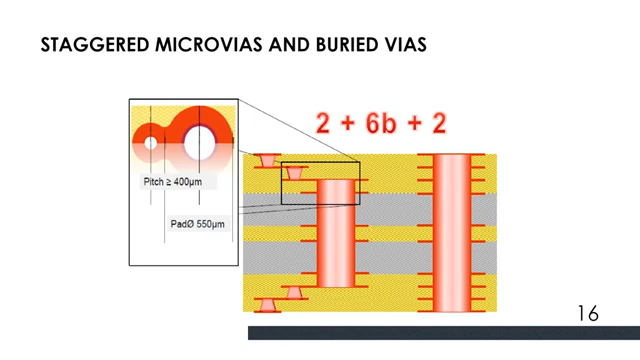 STAGGERED MICROVIAS AND BURIED VIAS
2 + 6b + 2
Pitch ≥ 400µm
PadØ 550µm
16